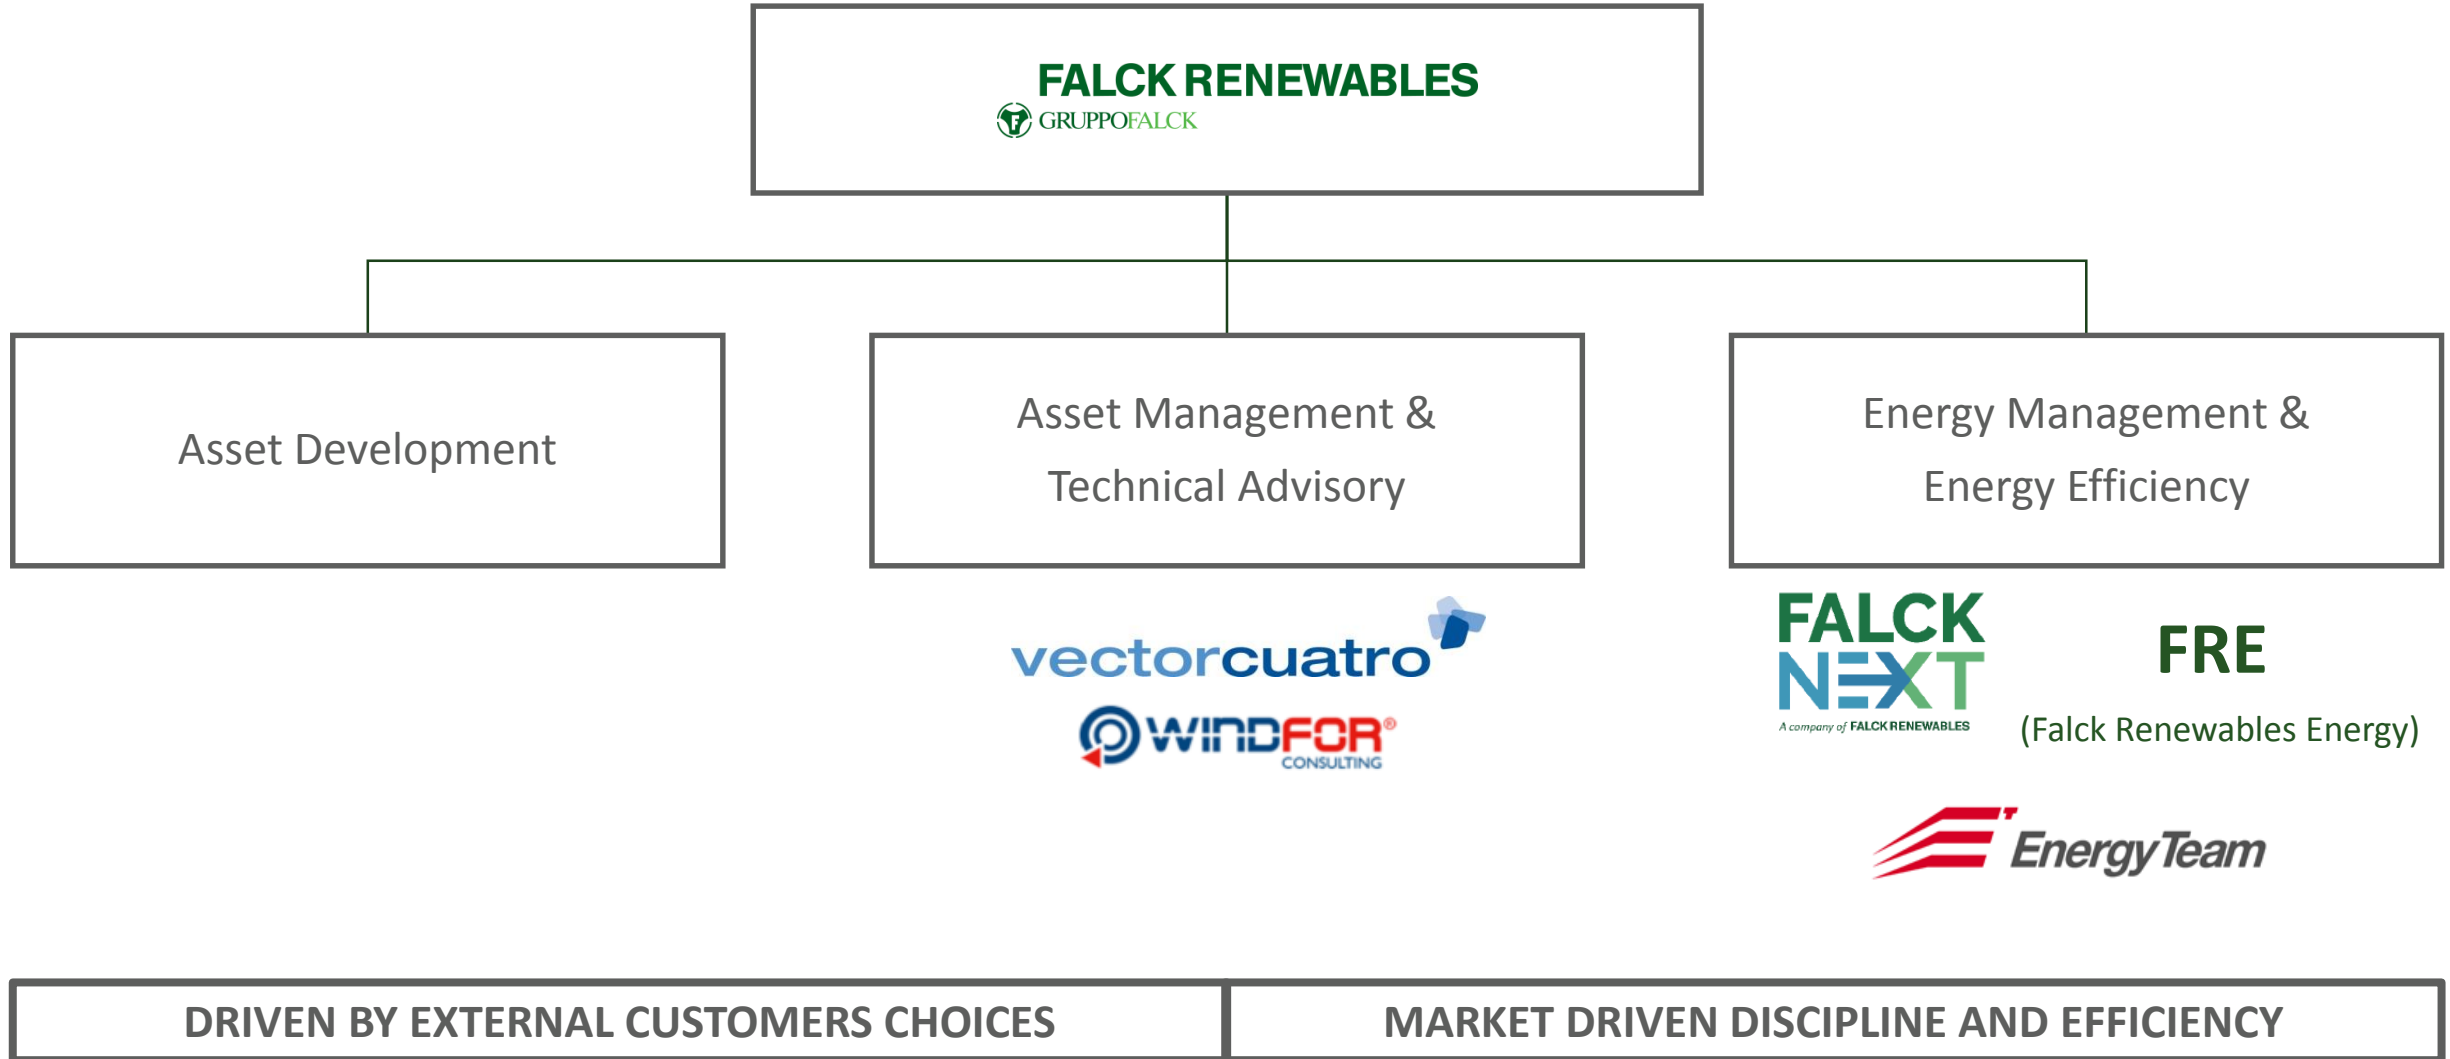 FALCK RENEWABLES
GRUPPOFALCK
Asset Development
Asset Management &
Technical Advisory
Energy Management &
Energy Efficiency
vectorcuatro
WINDFOR®
CONSULTING
FALCK
NEXT
A company of FALCK RENEWABLES
FRE
(Falck Renewables Energy)
EnergyTeam
DRIVEN BY EXTERNAL CUSTOMERS CHOICES
MARKET DRIVEN DISCIPLINE AND EFFICIENCY